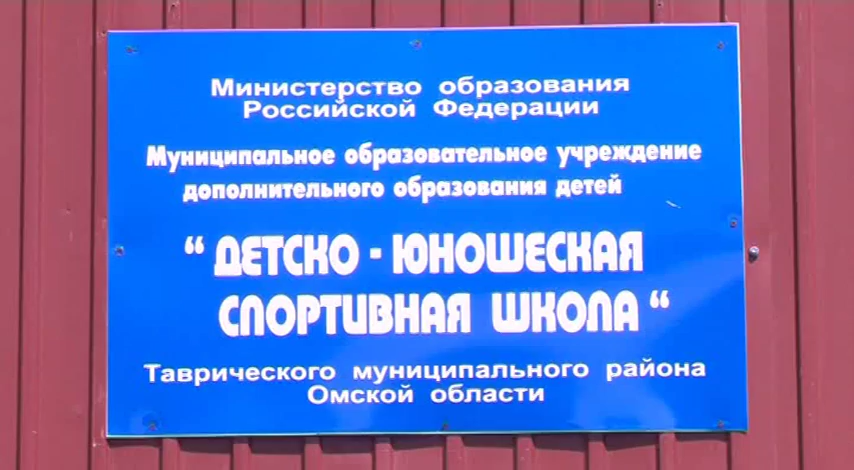 Министерство образования
Российской Федерации
Муниципальное образовательное учреждение
дополнительного образования детей
“ ДЕТСКО - ЮНОШЕСКАЯ
СПОРТИВНАЯ ШКОЛА “
Таврического муниципального района
Омской области